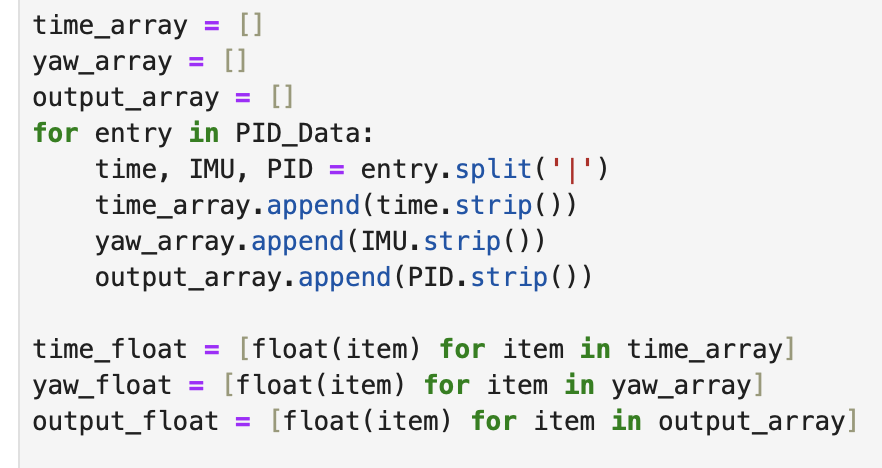 time_array = []
yaw_array = []
output_array = []
for entry in PID_Data:
    time, IMU, PID = entry.split('|')
    time_array.append(time.strip())
    yaw_array.append(IMU.strip())
    output_array.append(PID.strip())

time_float = [float(item) for item in time_array]
yaw_float = [float(item) for item in yaw_array]
output_float = [float(item) for item in output_array]